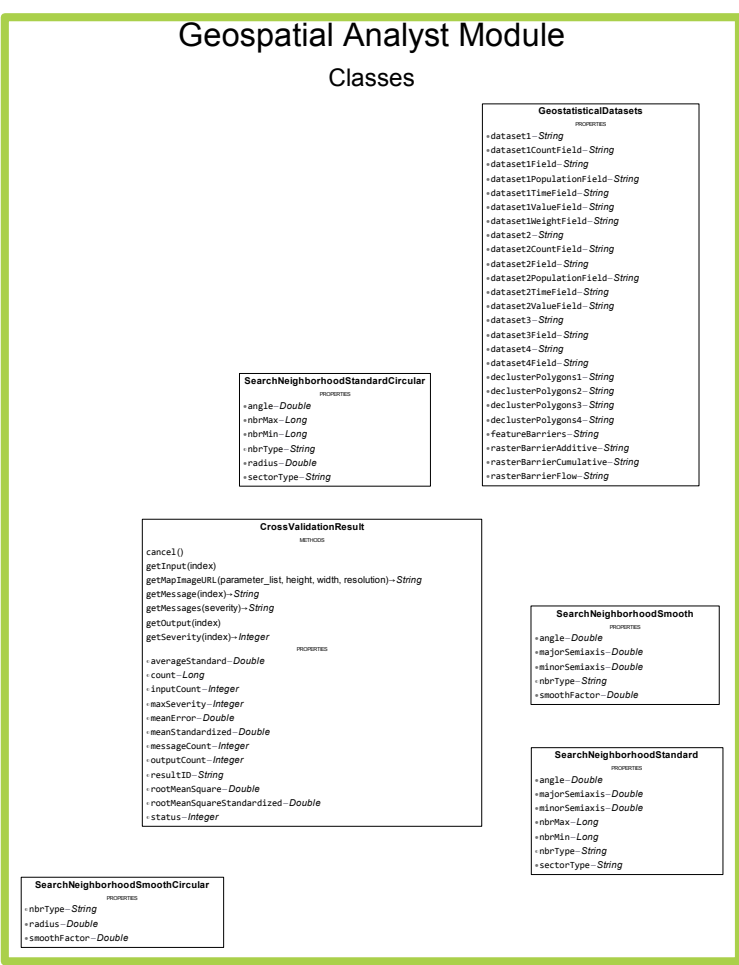 Geospatial Analyst Module
Classes
GeostatisticalDatasets
PROPERTIES
dataset1–String
dataset1CountField–String
dataset1Field–String
dataset1PopulationField–String
dataset1TimeField–String
dataset1ValueField–String
dataset1WeightField–String
dataset2–String
dataset2CountField–String
dataset2Field–String
dataset2PopulationField–String
dataset2TimeField–String
dataset2ValueField–String
dataset3–String
dataset3Field–String
dataset4–String
dataset4Field–String
declusterPolygons1–String
declusterPolygons2–String
declusterPolygons3–String
declusterPolygons4–String
featureBarriers–String
rasterBarrierAdditive–String
rasterBarrierCumulative–String
rasterBarrierFlow–String
SearchNeighborhoodStandardCircular
PROPERTIES
angle–Double
nbrMax–Long
nbrMin–Long
nbrType–String
radius–Double
sectorType–String
CrossValidationResult
METHODS
cancel()
getInput(index)
getMapImageURL(parameter_list, height, width, resolution)→String
getMessage(index)→String
getMessages(severity)→String
getOutput(index)
getSeverity(index)→Integer
PROPERTIES
averageStandard–Double
count–Long
inputCount–Integer
maxSeverity–Integer
meanError–Double
meanStandardized–Double
messageCount–Integer
outputCount–Integer
resultID–String
rootMeanSquare–Double
rootMeanSquareStandardized–Double
status–Integer
SearchNeighborhoodSmooth
PROPERTIES
angle–Double
majorSemiaxis–Double
minorSemiaxis–Double
nbrType–String
smoothFactor–Double
SearchNeighborhoodStandard
PROPERTIES
angle–Double
majorSemiaxis–Double
minorSemiaxis–Double
nbrMax–Long
nbrMin–Long
nbrType–String
sectorType–String
SearchNeighborhoodSmoothCircular
PROPERTIES
nbrType–String
radius–Double
smoothFactor–Double